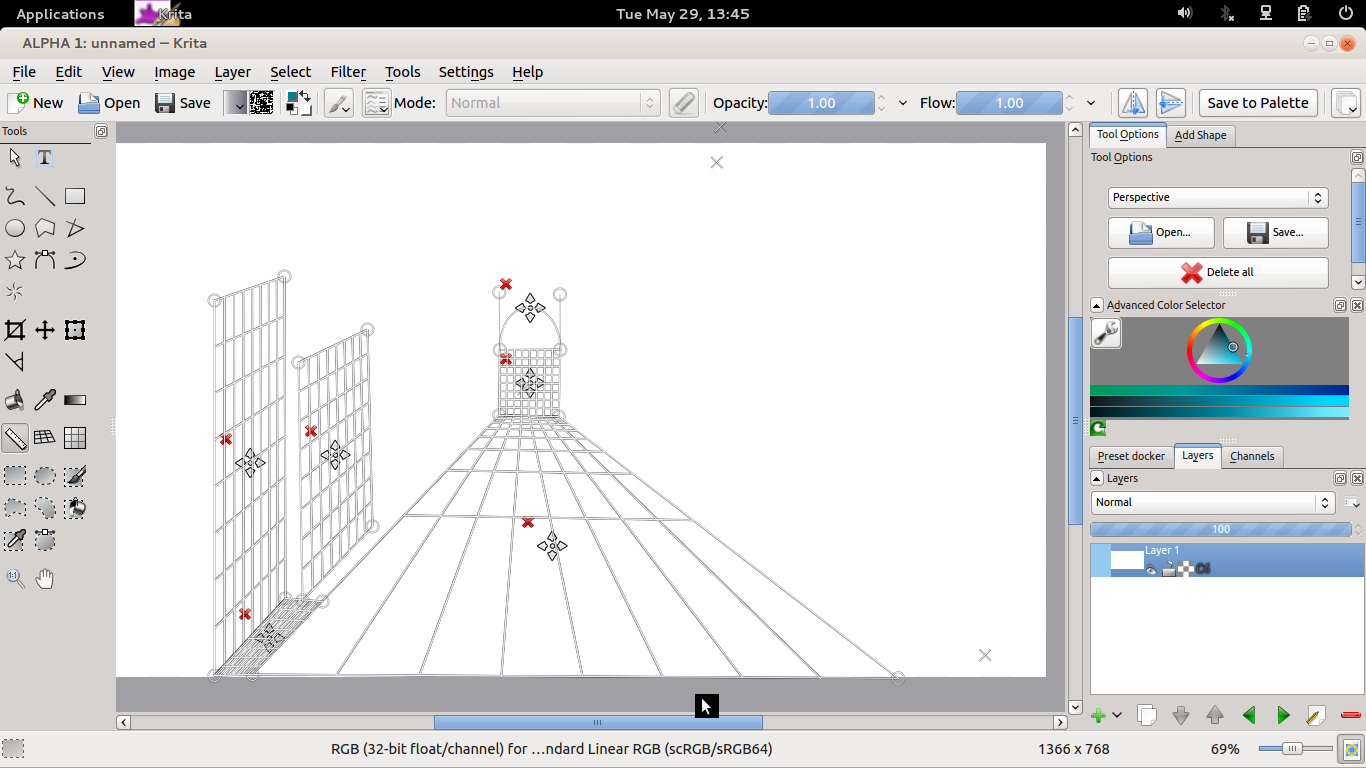 Applications Krita Tue May 29, 13:45
ALPHA 1: unnamed – Krita
File Edit View Image Layer Select Filter Tools Settings Help
New Open Save Mode: Normal Opacity: 1.00 Flow: 1.00 Save to Palette
Tools
T
Tool Options Add Shape
Tool Options
Perspective
Open... Save...
Delete all
Advanced Color Selector
Preset docker Layers Channels
Layers
Normal
100
Layer 1
RGB (32-bit float/channel) for ...ndard Linear RGB (scRGB/sRGB64) 1366 x 768 69%